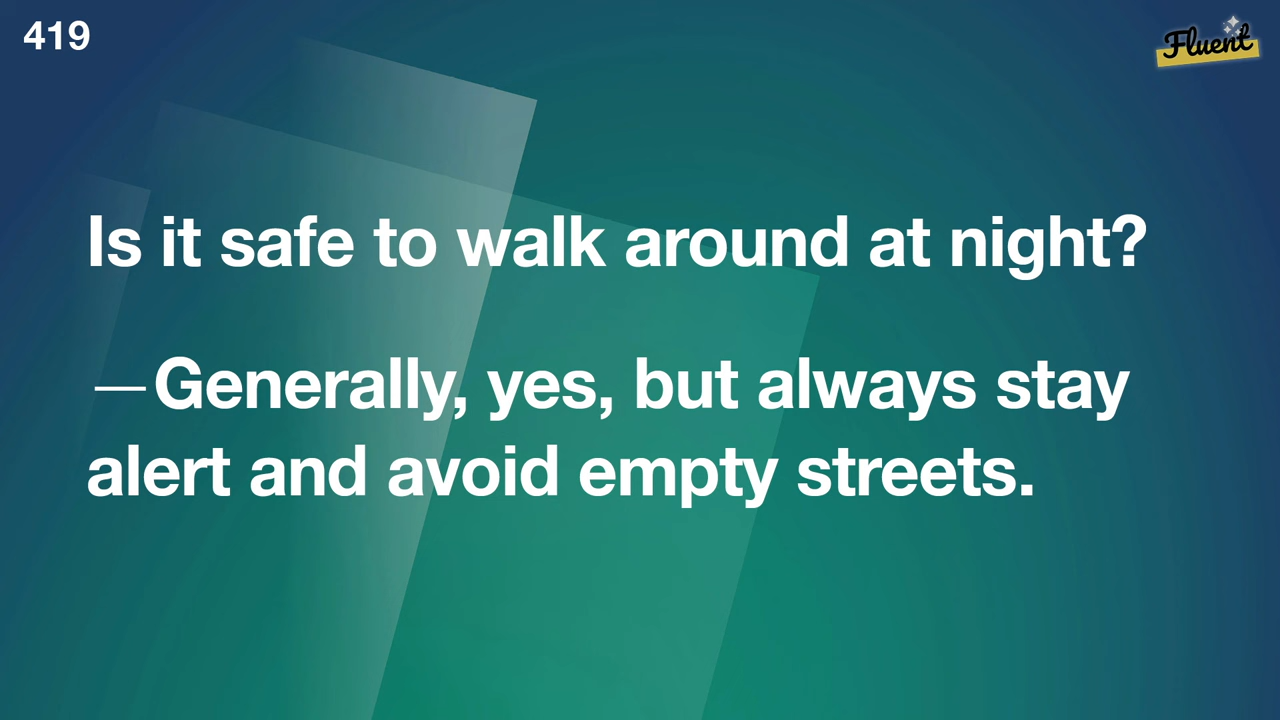 419
Fluent
Is it safe to walk around at night?
—Generally, yes, but always stay
alert and avoid empty streets.